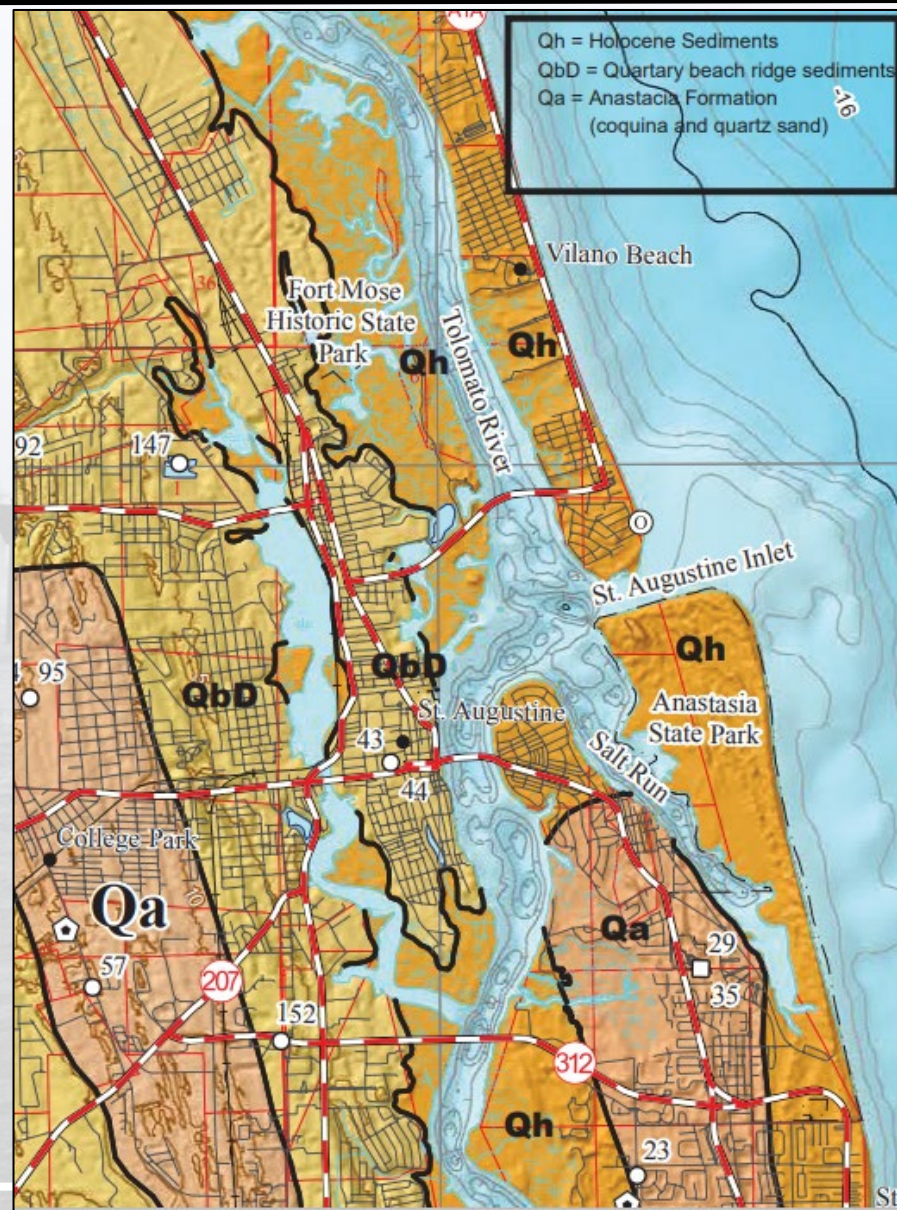 A1A
Qh = Holocene Sediments
QbD = Quartary beach ridge sediments
Qa = Anastacia Formation
(coquina and quartz sand)
-16
Vilano Beach
36
Fort Mose
Historic State
Park
Qh
Qh
Tolomato River
92
147
O
St. Augustine Inlet
Qh
QbD
QbD
95
Anastasia
State Park
St. Augustine
43
Salt Run
44
College Park
10
Qa
Qa
29
57
207
35
152
312
Qh
23
St